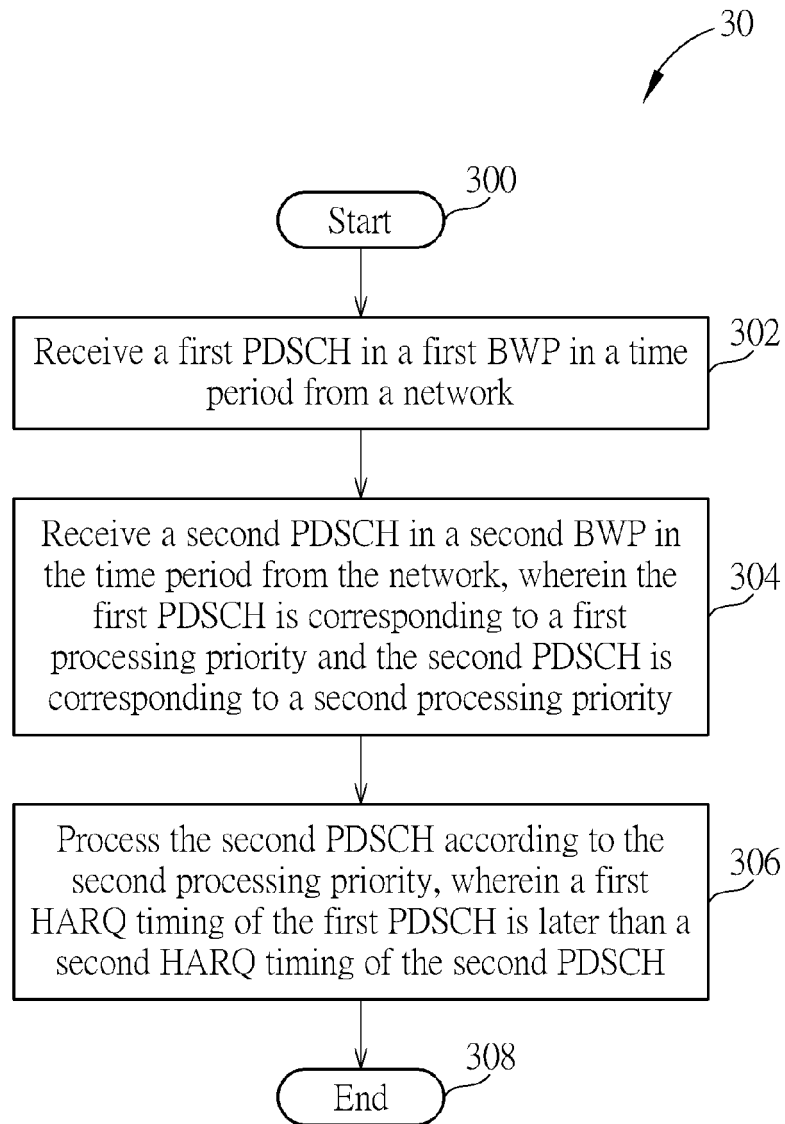 30
300
Start
302
Receive a first PDSCH in a first BWP in a time
period from a network
Receive a second PDSCH in a second BWP in
the time period from the network, wherein the
first PDSCH is corresponding to a first
processing priority and the second PDSCH is
corresponding to a second processing priority
304
Process the second PDSCH according to the
second processing priority, wherein a first
HARQ timing of the first PDSCH is later than a
second HARQ timing of the second PDSCH
306
308
End